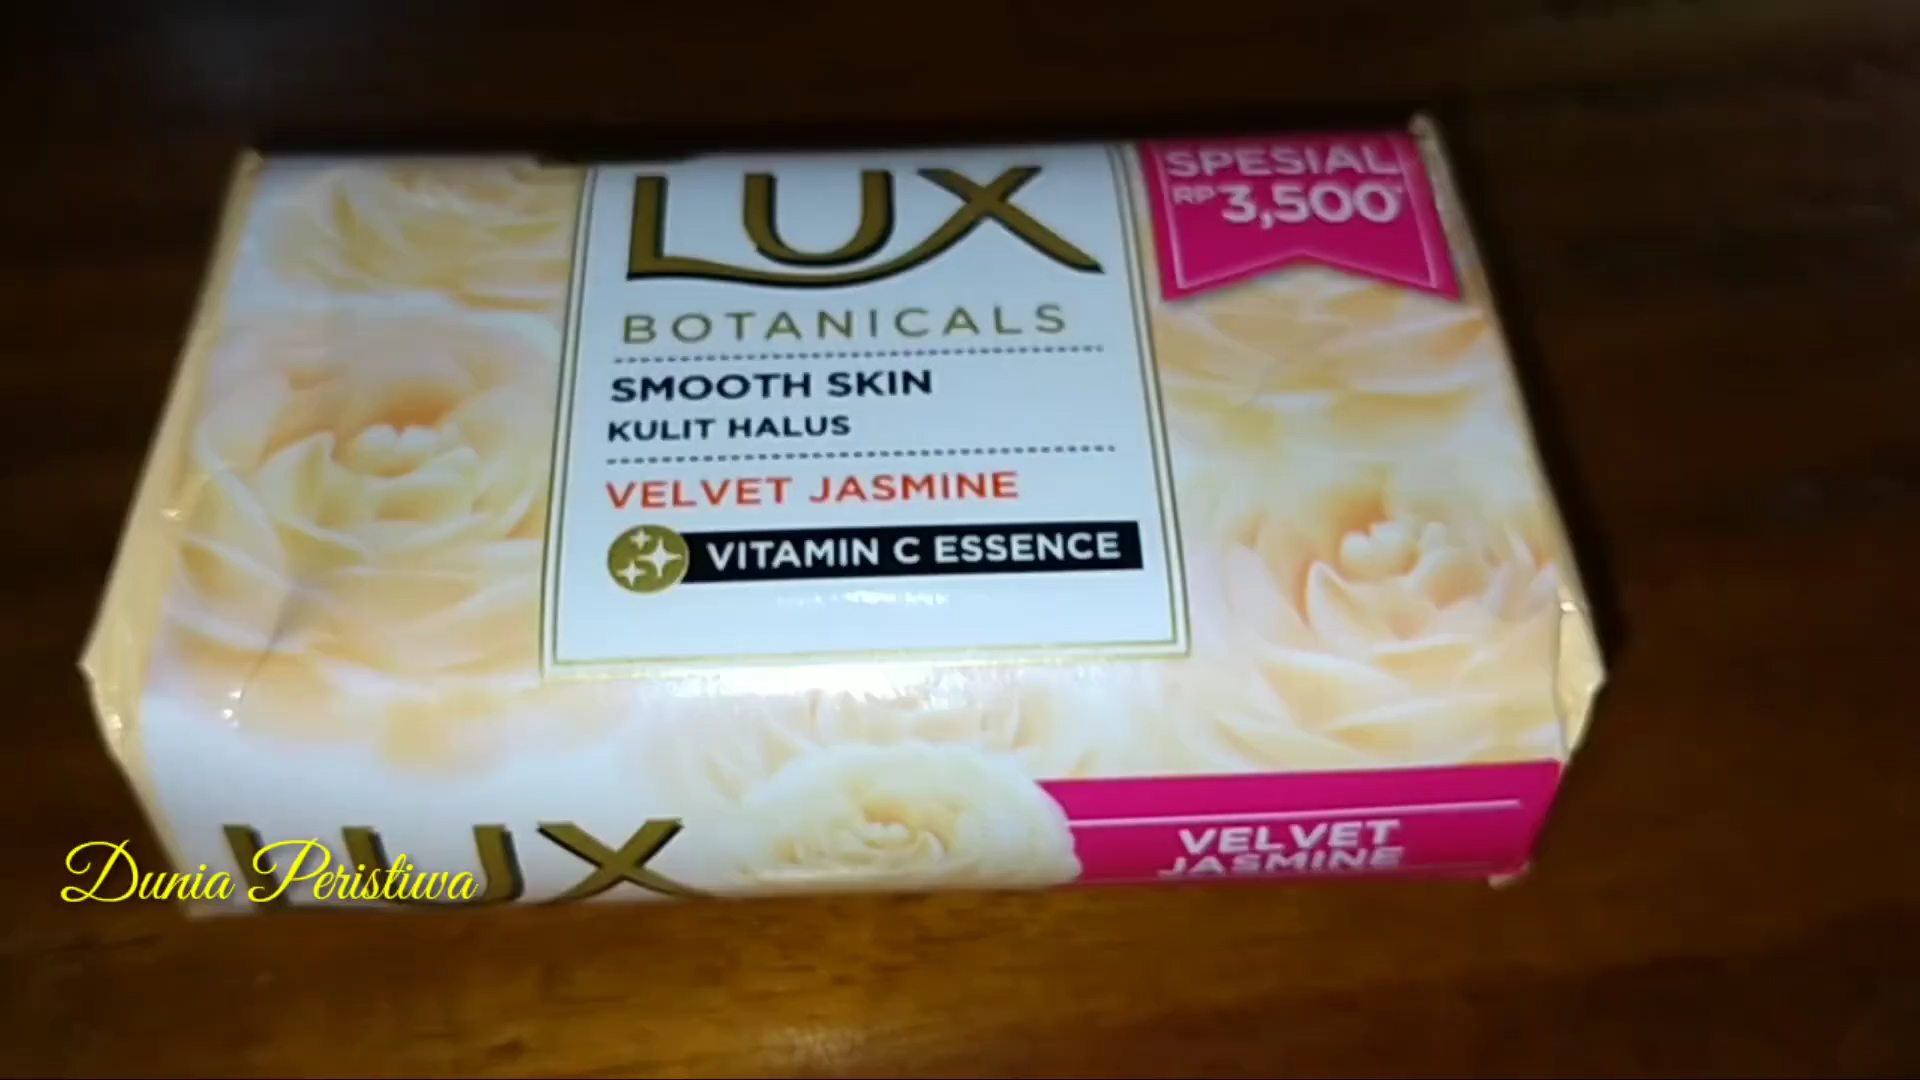 LUX
BOTANICALS
SMOOTH SKIN
KULIT HALUS
VELVET JASMINE
VITAMIN C ESSENCE
SPESIAL
RP 3,500*
LUX
VELVET
JASMINE
Dunia Peristiwa